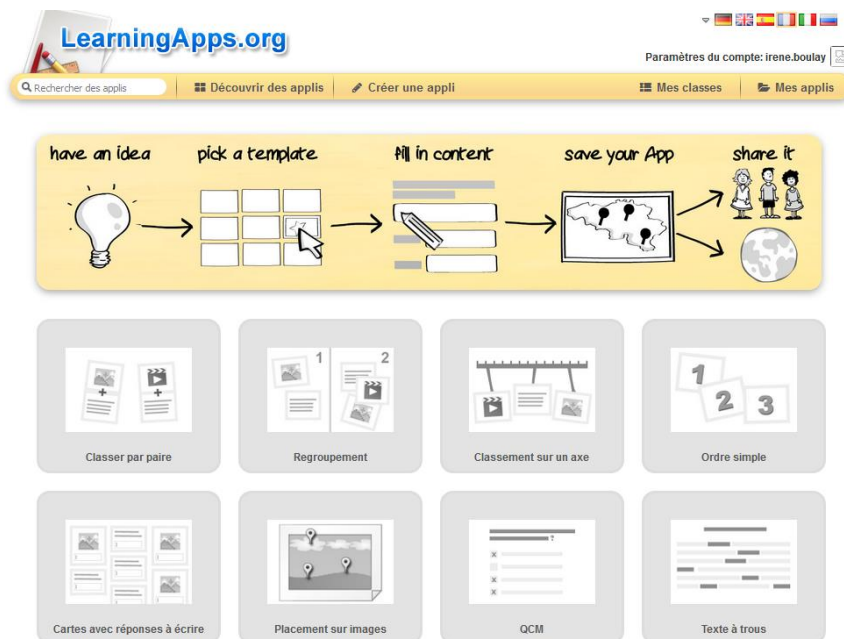 LearningApps.org
Paramètres du compte: irene.boulay
Rechercher des applis
Découvrir des applis
Créer une appli
Mes classes
Mes applis
have an idea
pick a template
fill in content
save your App
share it
1
2
1
2
3
Classer par paire
Regroupement
Classement sur un axe
Ordre simple
?
x
x
x
Cartes avec réponses à écrire
Placement sur images
QCM
Texte à trous